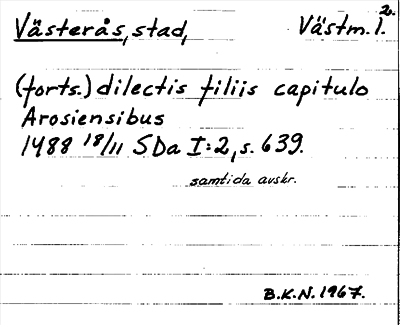 Västerås, stad, Västm. l. 2.
(forts.) dilectis filiis capitulo
Arosiensibus
1488 18/11 SDa I:2, s. 639.
samtida avskr.
B.K.N. 1967.